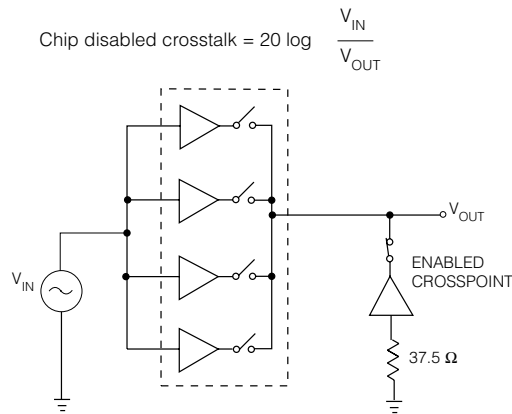 Chip disabled crosstalk = 20 log V_IN / V_OUT
V_OUT
ENABLED
CROSSPOINT
V_IN
37.5 Ω